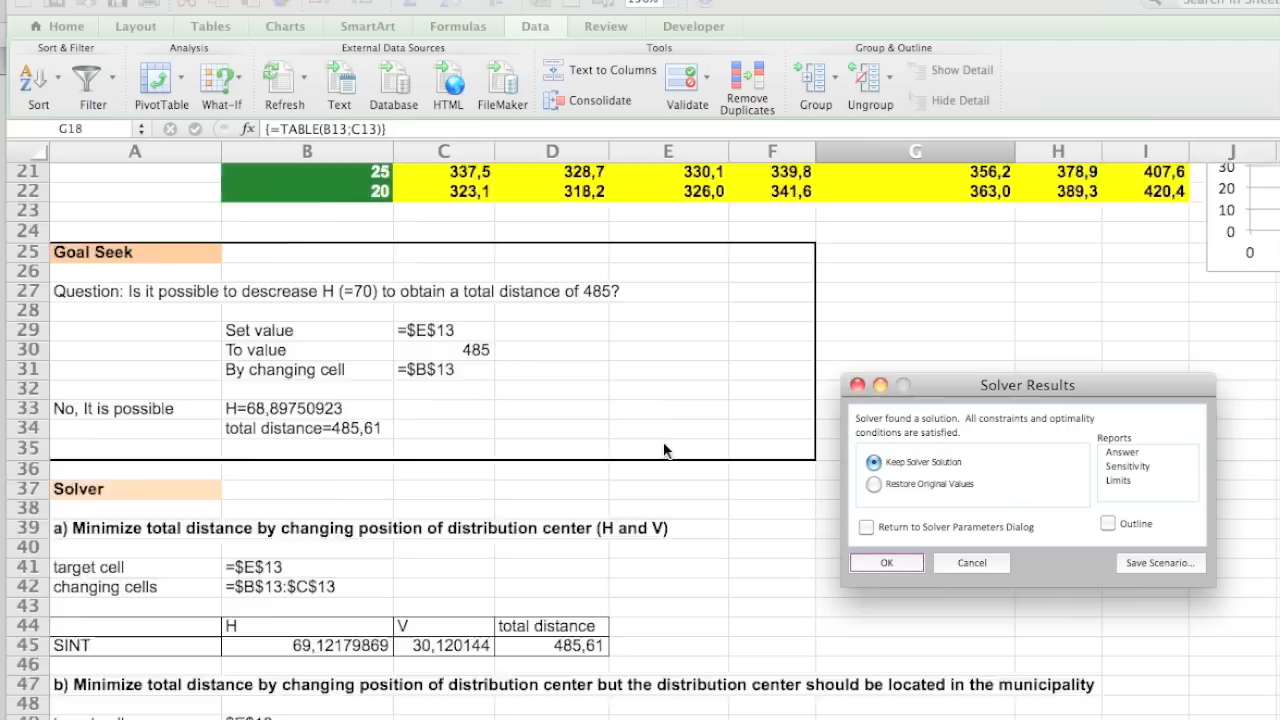 150%
Search in Sheet
Home Layout Tables Charts SmartArt Formulas Data Review Developer
Sort & Filter Analysis External Data Sources Tools Group & Outline
Sort Filter PivotTable What-If Refresh Text Database HTML FileMaker Text to Columns Consolidate Validate Remove Duplicates Group Ungroup Show Detail Hide Detail
G18 fx {=TABLE(B13;C13)}
A B C D E F G H I J
21 25 337,5 328,7 330,1 339,8 356,2 378,9 407,6 30
22 20 323,1 318,2 326,0 341,6 363,0 389,3 420,4 20
23 10
24 0
25 Goal Seek 0
26
27 Question: Is it possible to descrease H (=70) to obtain a total distance of 485?
28
29 Set value =$E$13
30 To value 485
31 By changing cell =$B$13
32
33 No, It is possible H=68,89750923
34 total distance=485,61
35
36
37 Solver
38
39 a) Minimize total distance by changing position of distribution center (H and V)
40
41 target cell =$E$13
42 changing cells =$B$13:$C$13
43
44 H V total distance
45 SINT 69,12179869 30,120144 485,61
46
47 b) Minimize total distance by changing position of distribution center but the distribution center should be located in the municipality
48
Solver Results
Solver found a solution. All constraints and optimality
conditions are satisfied.
Reports
Answer
Sensitivity
Limits
Keep Solver Solution
Restore Original Values
Return to Solver Parameters Dialog
Outline
OK Cancel Save Scenario...